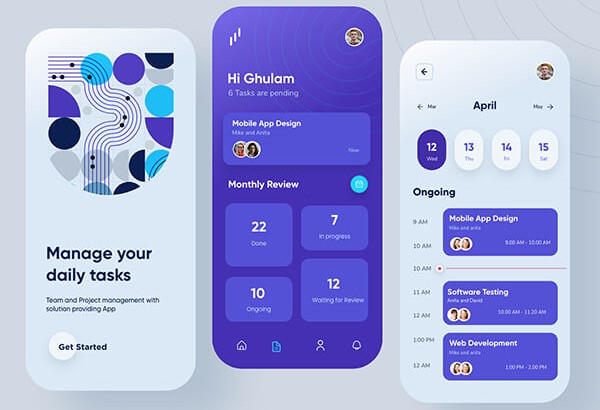 Manage your
daily tasks
Team and Project management with
solution providing App
Get Started
Hi Ghulam
6 Tasks are pending
Mobile App Design
Mike and Anita
Now
Monthly Review
22
Done
7
In progress
10
Ongoing
12
Waiting for Review
Mar
April
May
12
Wed
13
Thu
14
Fri
15
Sat
Ongoing
9 AM
Mobile App Design
Mike and anita
10 AM
9.00 AM - 10.00 AM
10 AM
11 AM
Software Testing
Anita and David
12 AM
10.00 AM - 11.20 AM
1:00 PM
Web Development
Mike and anita
12 AM
1:00 PM - 2.00 PM